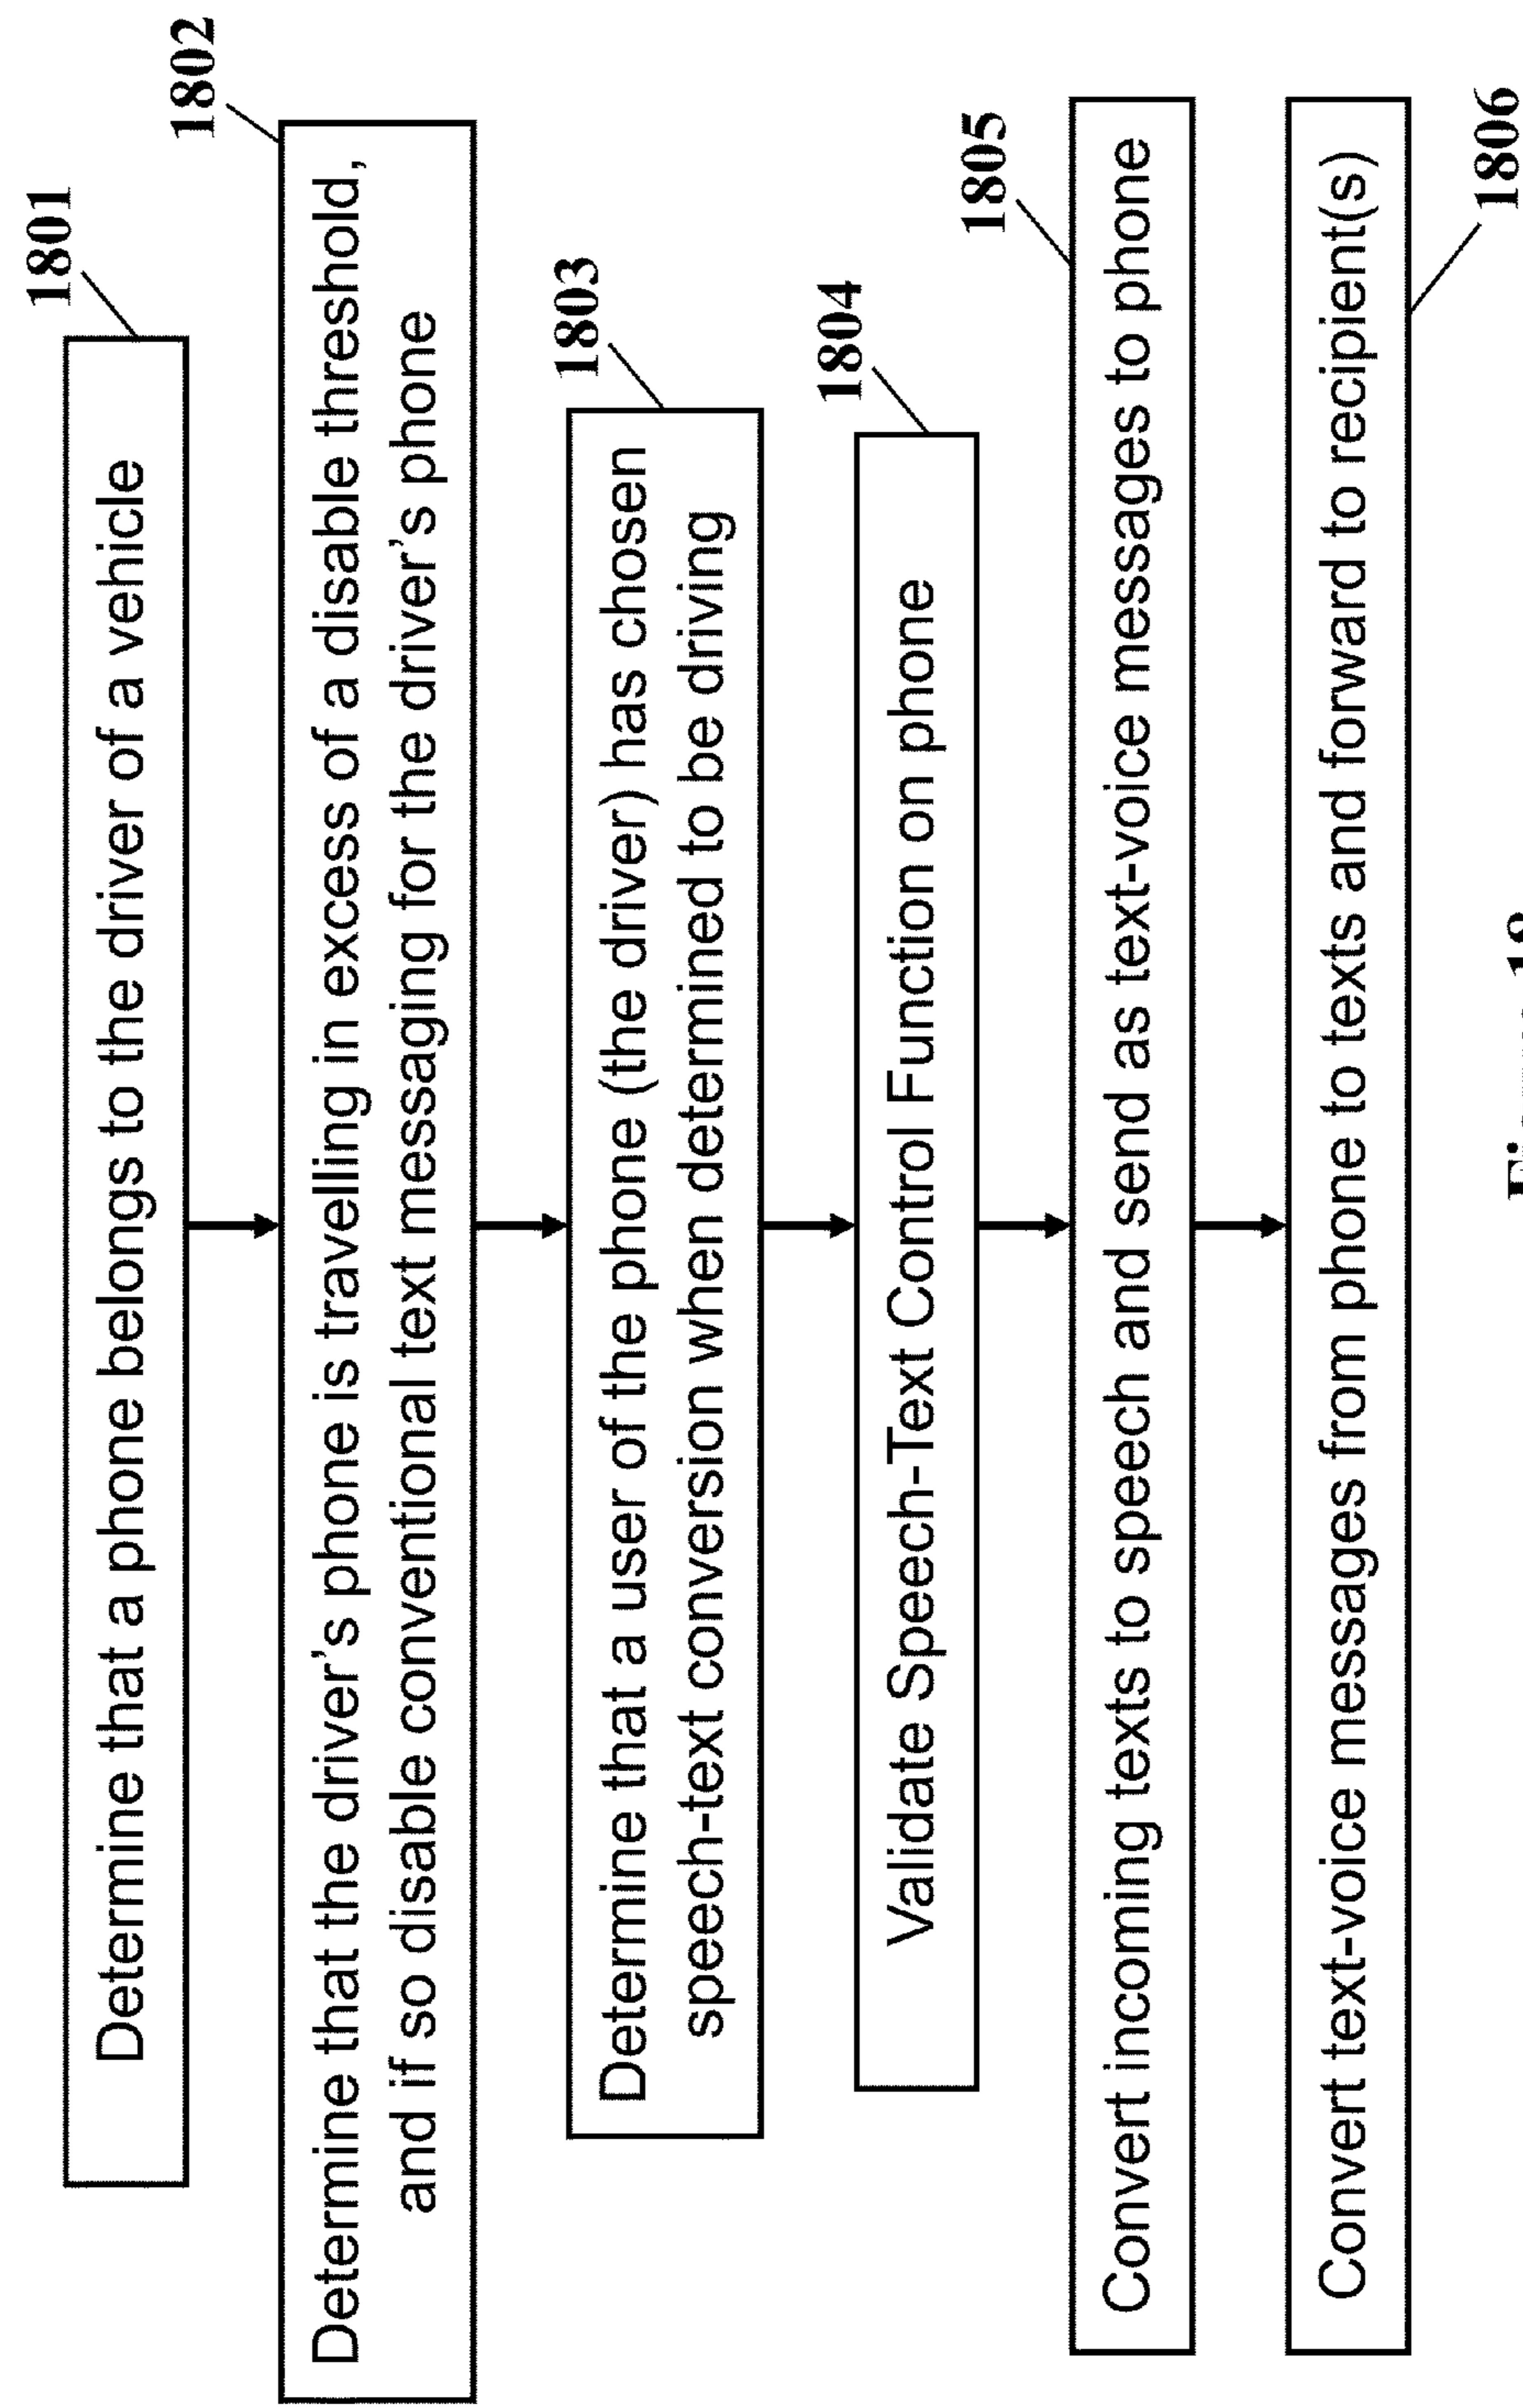 1801
Determine that a phone belongs to the driver of a vehicle
1802
Determine that the driver's phone is travelling in excess of a disable threshold,
and if so disable conventional text messaging for the driver's phone
1803
Determine that a user of the phone (the driver) has chosen
speech-text conversion when determined to be driving
1804
Validate Speech-Text Control Function on phone
1805
Convert incoming texts to speech and send as text-voice messages to phone
Convert text-voice messages from phone to texts and forward to recipient(s)
1806